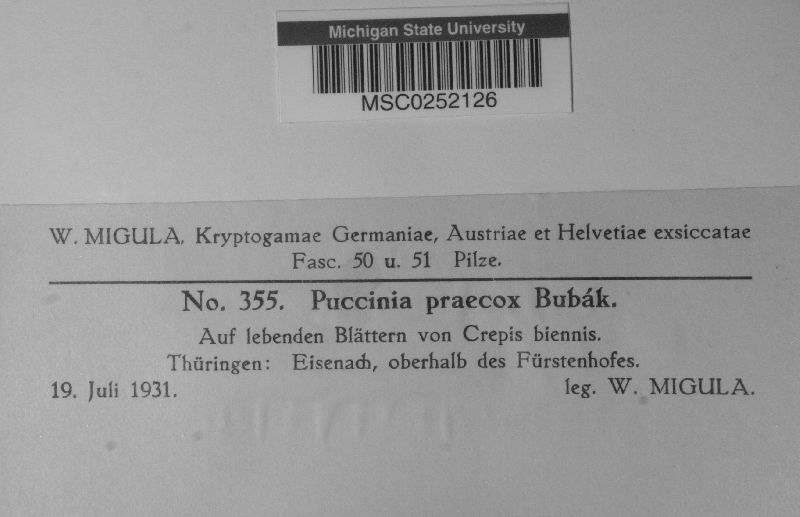 Michigan State University
MSC0252126
W. MIGULA, Kryptogamae Germaniae, Austriae et Helvetiae exsiccatae
Fasc. 50 u. 51 Pilze.
No. 355. Puccinia praecox Bubák.
Auf lebenden Blättern von Crepis biennis.
Thüringen: Eisenach, oberhalb des Fürstenhofes.
19. Juli 1931. leg. W. MIGULA.